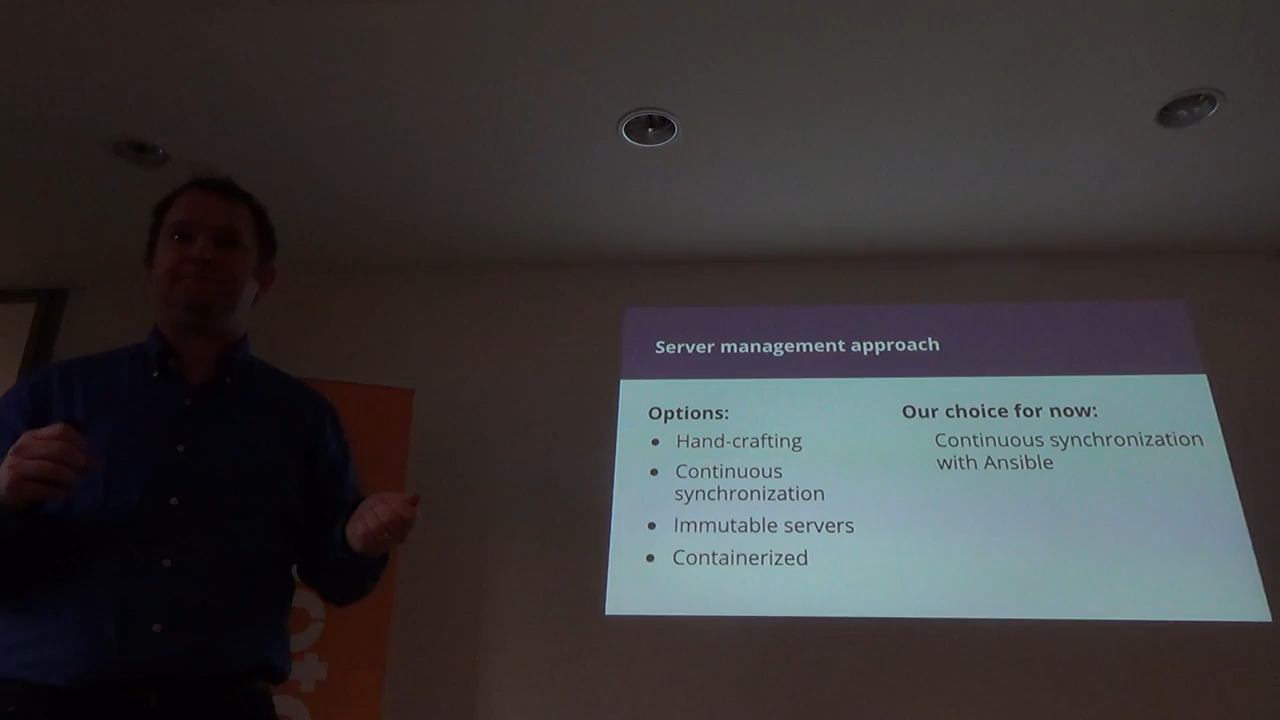 Server management approach
Options:
• Hand-crafting
• Continuous
synchronization
• Immutable servers
• Containerized
Our choice for now:
Continuous synchronization
with Ansible